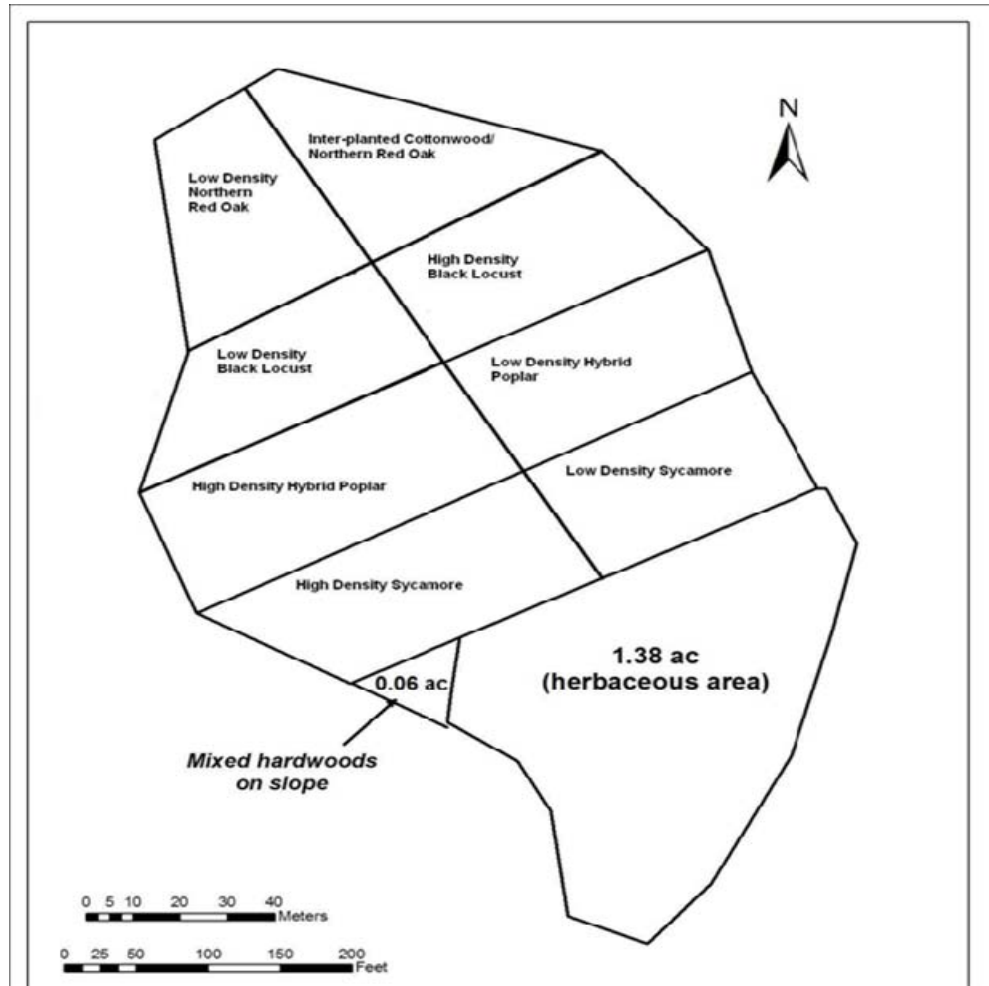 N
Inter-planted Cottonwood/
Northern Red Oak
Low Density
Northern
Red Oak
High Density
Black Locust
Low Density
Black Locust
Low Density Hybrid
Poplar
Low Density Sycamore
High Density Hybrid Poplar
High Density Sycamore
1.38 ac
(herbaceous area)
0.06 ac
Mixed hardwoods
on slope
0 5 10 20 30 40
Meters
0 25 50 100 150 200
Feet